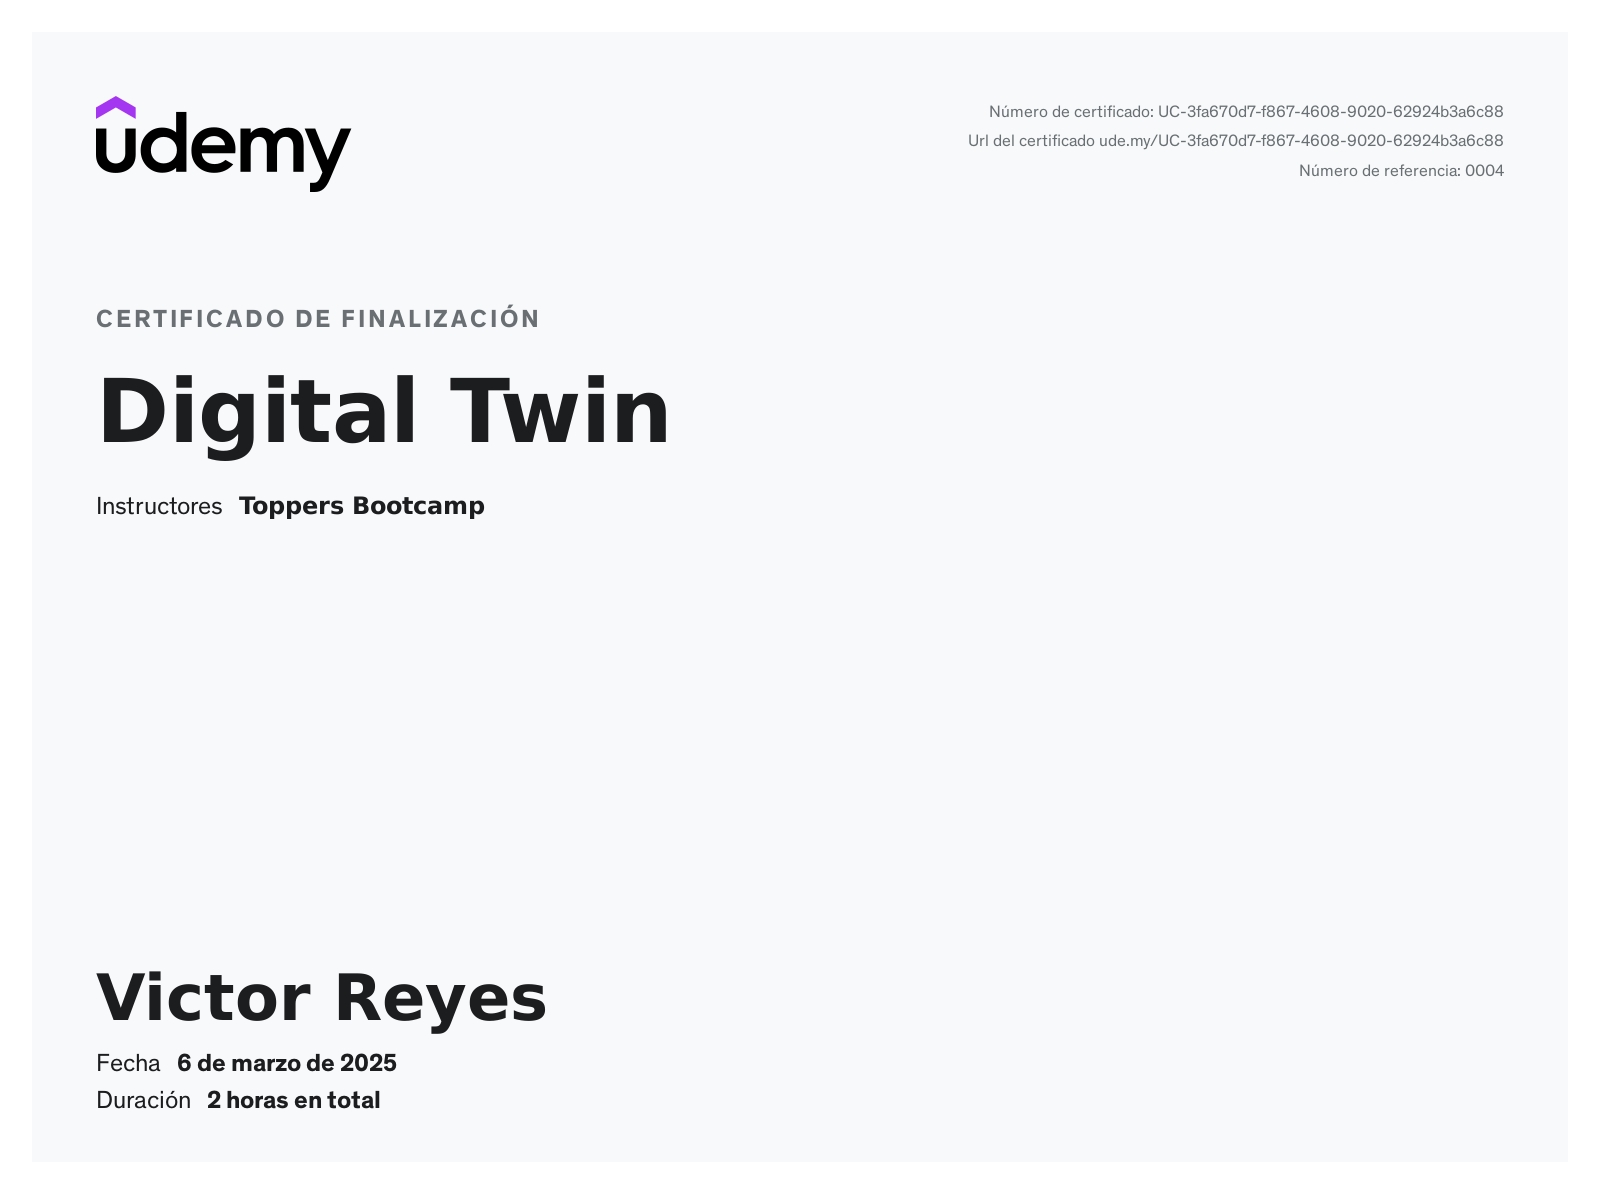 udemy
Número de certificado: UC-3fa670d7-f867-4608-9020-62924b3a6c88
Url del certificado ude.my/UC-3fa670d7-f867-4608-9020-62924b3a6c88
Número de referencia: 0004
CERTIFICADO DE FINALIZACIÓN
Digital Twin
Instructores Toppers Bootcamp
Victor Reyes
Fecha 6 de marzo de 2025
Duración 2 horas en total